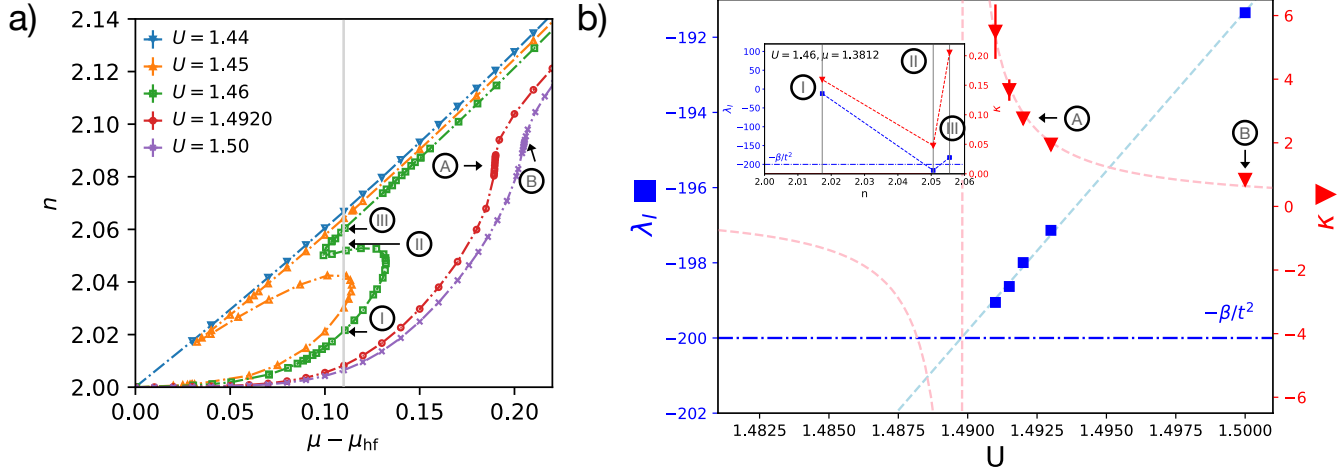 a)
2.14
2.12
2.10
2.08
2.06
2.04
2.02
2.00
n
U = 1.44
U = 1.45
U = 1.46
U = 1.4920
U = 1.50
A
B
III
II
I
0.00 0.05 0.10 0.15 0.20
μ − μhf
b)
−192
−194
−196
−198
−200
−202
λI
U = 1.46, μ = 1.3812
100
50
0
−50
−100
−150
−200
λI
I
II
III
−β/t²
0.20
0.15
0.10
0.05
0.00
κ
2.00 2.01 2.02 2.03 2.04 2.05 2.06
n
A
B
−β/t²
6
4
2
0
−2
−4
−6
κ
1.4825 1.4850 1.4875 1.4900 1.4925 1.4950 1.4975 1.5000
U